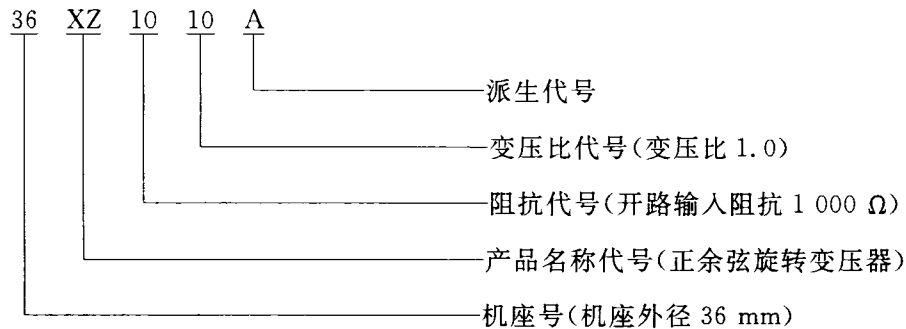 36 XZ 10 10 A
派生代号
变压比代号(变压比 1.0)
阻抗代号(开路输入阻抗 1 000 Ω)
产品名称代号(正余弦旋转变压器)
机座号(机座外径 36 mm)